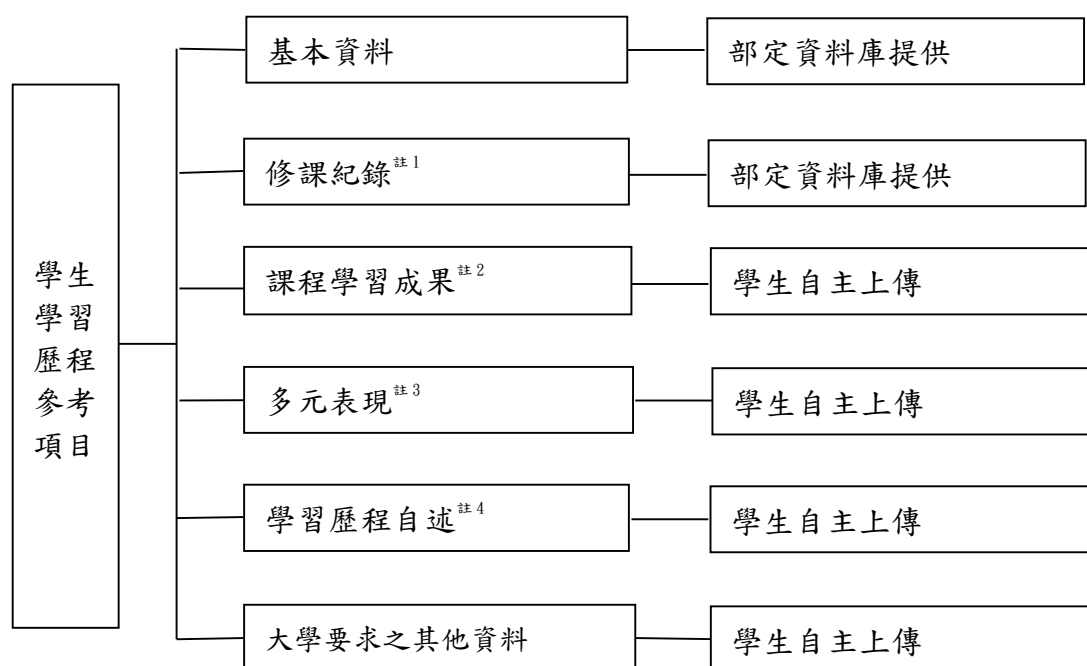 學生
學習
歷程
參考
項目
基本資料
部定資料庫提供
修課紀錄註1
部定資料庫提供
課程學習成果註2
學生自主上傳
多元表現註3
學生自主上傳
學習歷程自述註4
學生自主上傳
大學要求之其他資料
學生自主上傳